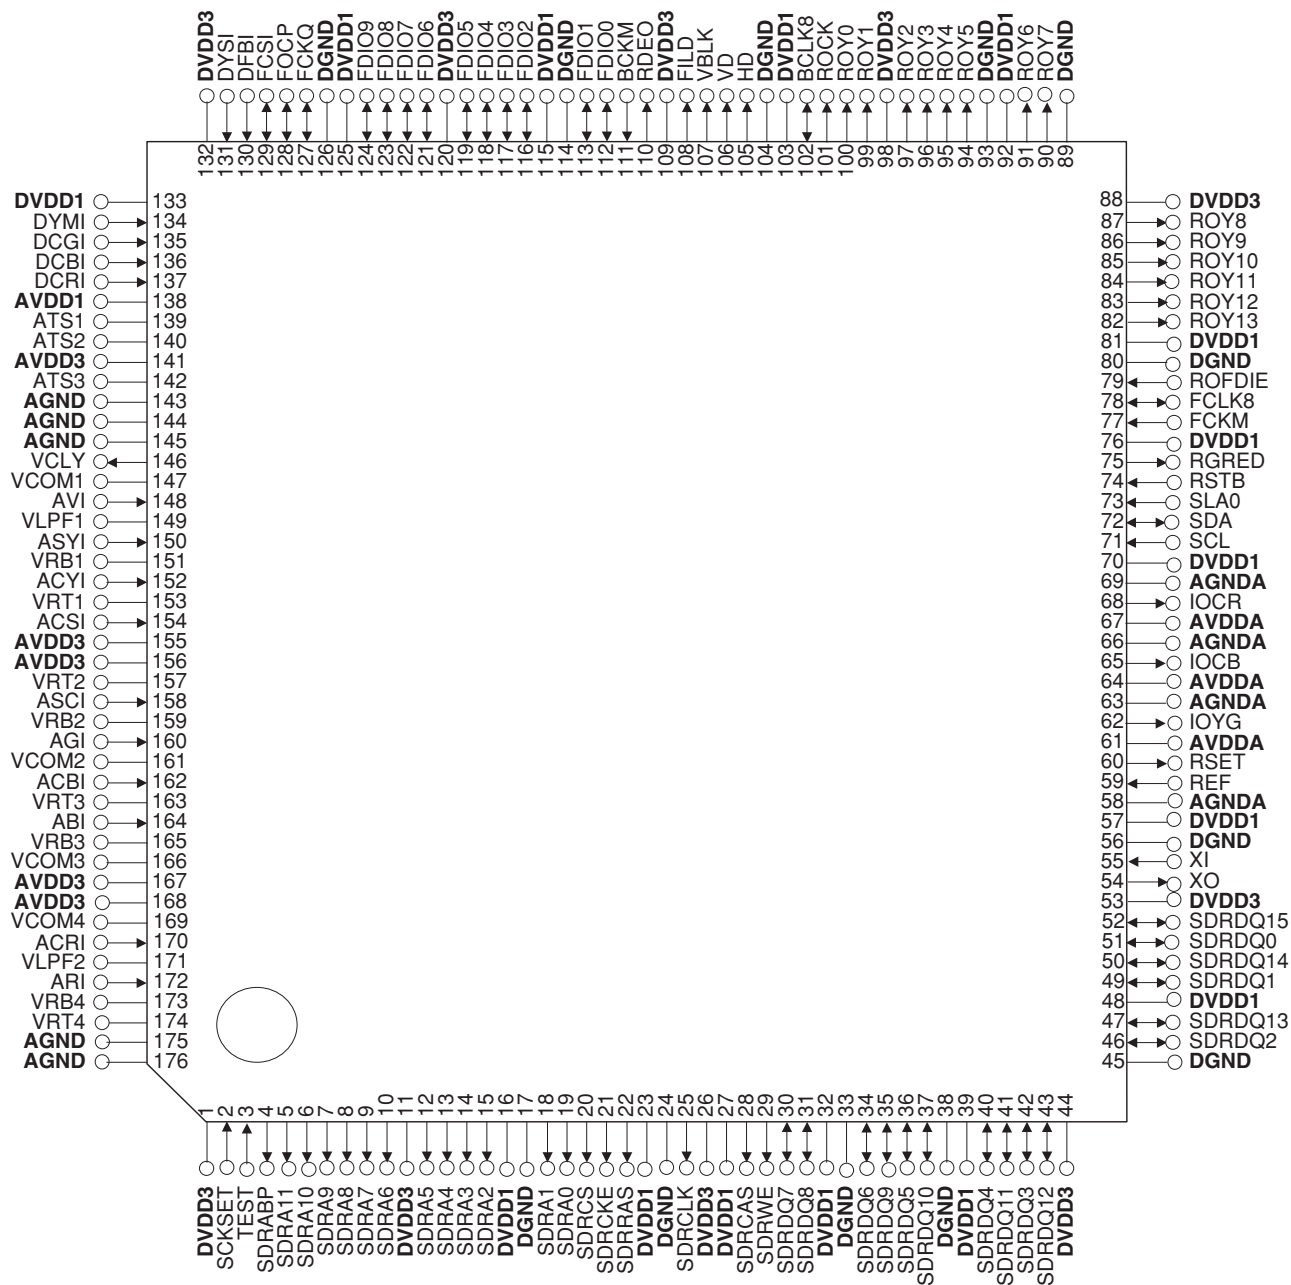 DVDD3 DYSI DFBI FCSI FOCP FCKQ DGND DVDD1 FDIO9 FDIO8 FDIO7 FDIO6 DVDD3 FDIO5 FDIO4 FDIO3 FDIO2 DVDD1 DGND FDIO1 FDIO0 BCKM RDEO DVDD3 FILD VBLK VD HD DGND DVDD1 BCLK8 ROCK ROY0 ROY1 DVDD3 ROY2 ROY3 ROY4 ROY5 DGND DVDD1 ROY6 ROY7 DGND
132 131 130 129 128 127 126 125 124 123 122 121 120 119 118 117 116 115 114 113 112 111 110 109 108 107 106 105 104 103 102 101 100 99 98 97 96 95 94 93 92 91 90 89
DVDD1 133
DYMI 134
DCGI 135
DCBI 136
DCRI 137
AVDD1 138
ATS1 139
ATS2 140
AVDD3 141
ATS3 142
AGND 143
AGND 144
AGND 145
VCLY 146
VCOM1 147
AVI 148
VLPF1 149
ASYI 150
VRB1 151
ACYI 152
VRT1 153
ACSI 154
AVDD3 155
AVDD3 156
VRT2 157
ASCI 158
VRB2 159
AGI 160
VCOM2 161
ACBI 162
VRT3 163
ABI 164
VRB3 165
VCOM3 166
AVDD3 167
AVDD3 168
VCOM4 169
ACRI 170
VLPF2 171
ARI 172
VRB4 173
VRT4 174
AGND 175
AGND 176
88 DVDD3
87 ROY8
86 ROY9
85 ROY10
84 ROY11
83 ROY12
82 ROY13
81 DVDD1
80 DGND
79 ROFDIE
78 FCLK8
77 FCKM
76 DVDD1
75 RGRED
74 RSTB
73 SLA0
72 SDA
71 SCL
70 DVDD1
69 AGNDA
68 IOCR
67 AVDDA
66 AGNDA
65 IOCB
64 AVDDA
63 AGNDA
62 IOYG
61 AVDDA
60 RSET
59 REF
58 AGNDA
57 DVDD1
56 DGND
55 XI
54 XO
53 DVDD3
52 SDRDQ15
51 SDRDQ0
50 SDRDQ14
49 SDRDQ1
48 DVDD1
47 SDRDQ13
46 SDRDQ2
45 DGND
1 2 3 4 5 6 7 8 9 10 11 12 13 14 15 16 17 18 19 20 21 22 23 24 25 26 27 28 29 30 31 32 33 34 35 36 37 38 39 40 41 42 43 44
DVDD3 SCKSET TEST SDRABP SDRA11 SDRA10 SDRA9 SDRA8 SDRA7 SDRA6 DVDD3 SDRA5 SDRA4 SDRA3 SDRA2 DVDD1 DGND SDRA1 SDRA0 SDRCS SDRCKE SDRRAS DVDD1 DGND SDRCLK DVDD3 DVDD1 SDRCAS SDRWE SDRDQ7 SDRDQ8 DVDD1 DGND SDRDQ6 SDRDQ9 SDRDQ5 SDRDQ10 DGND DVDD1 SDRDQ4 SDRDQ11 SDRDQ3 SDRDQ12 DVDD3